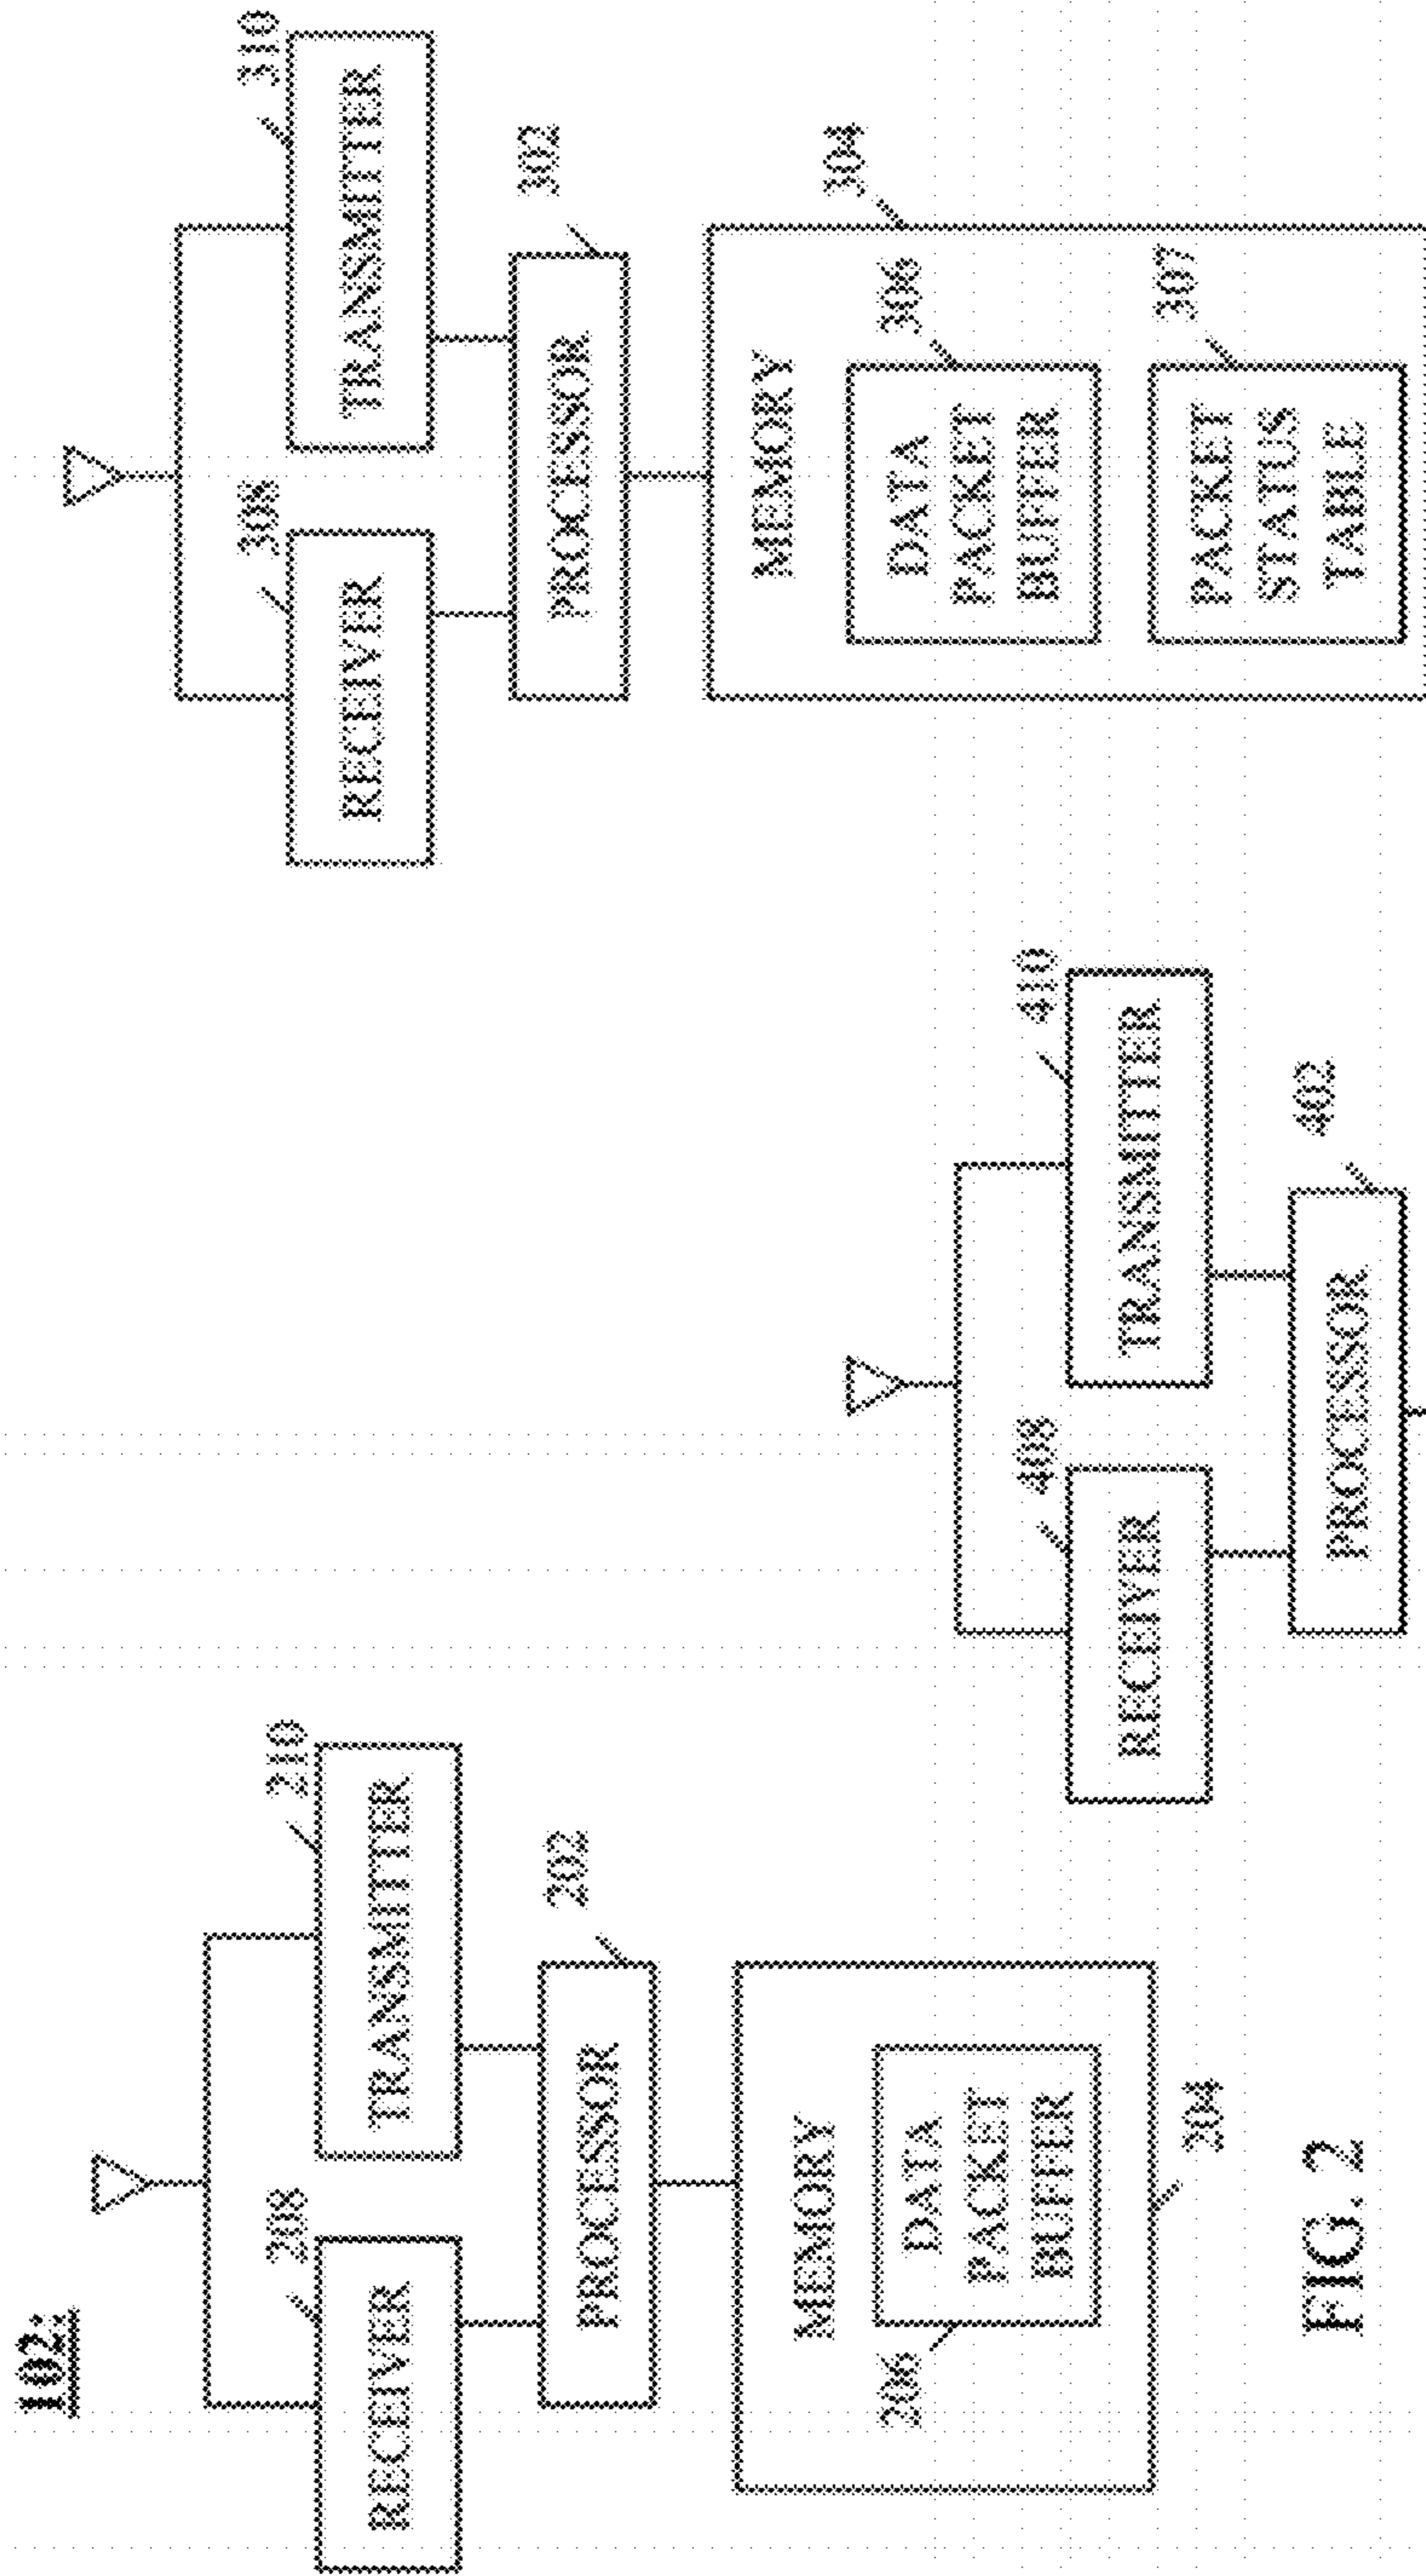 102:
208
210
RECEIVER
TRANSMITTER
202
PROCESSOR
MEMORY
206
DATA
PACKET
BUFFER
204
FIG. 2
408
410
RECEIVER
TRANSMITTER
402
PROCESSOR
308
310
RECEIVER
TRANSMITTER
302
PROCESSOR
304
MEMORY
306
DATA
PACKET
BUFFER
307
PACKET
STATUS
TABLE